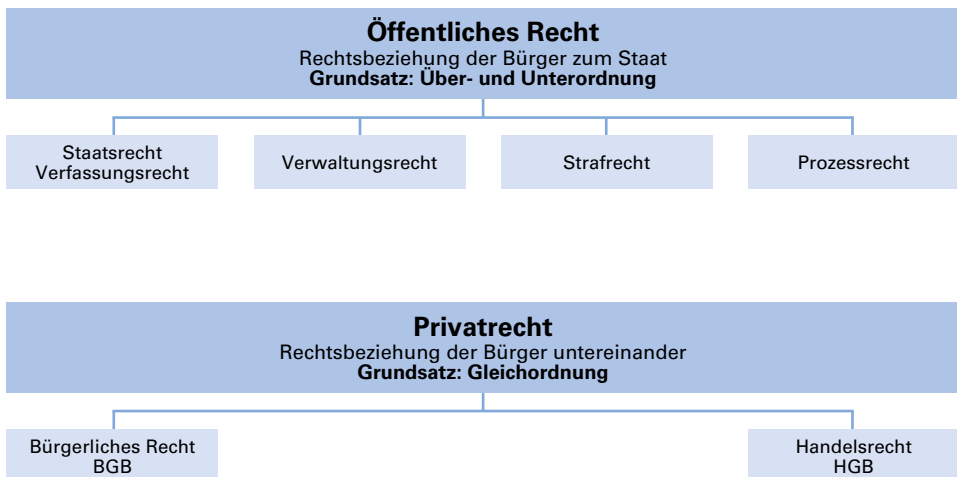 Öffentliches Recht
Rechtsbeziehung der Bürger zum Staat
Grundsatz: Über- und Unterordnung
Staatsrecht
Verfassungsrecht
Verwaltungsrecht
Strafrecht
Prozessrecht
Privatrecht
Rechtsbeziehung der Bürger untereinander
Grundsatz: Gleichordnung
Bürgerliches Recht
BGB
Handelsrecht
HGB